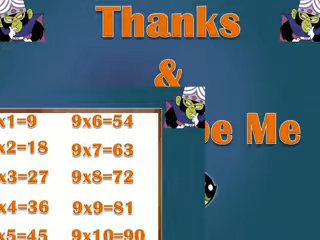 Thanks
&
be Me
x1=9 9x6=54
x2=18 9x7=63
x3=27 9x8=72
x4=36 9x9=81
x5=45 9x10=90